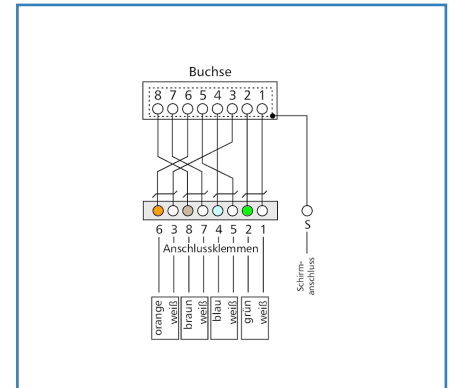 Buchse
8 7 6 5 4 3 2 1
6 3 8 7 4 5 2 1
S
Anschlussklemmen
Schirm-
anschluss
orange
weiß
braun
weiß
blau
weiß
grün
weiß